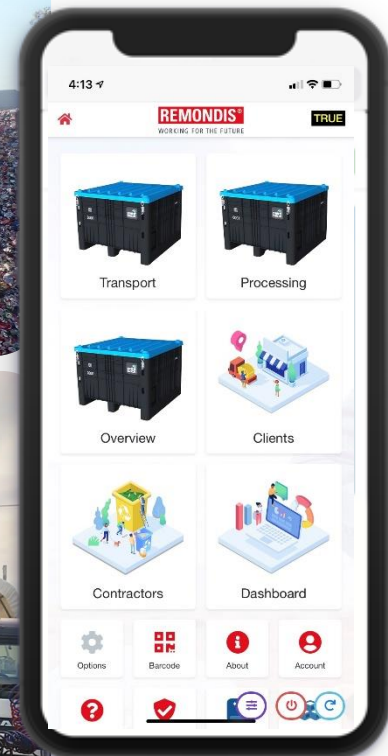 4:13
REMONDIS®
WORKING FOR THE FUTURE
TRUE
Transport
Processing
Overview
Clients
Contractors
Dashboard
Options
Barcode
About
Account